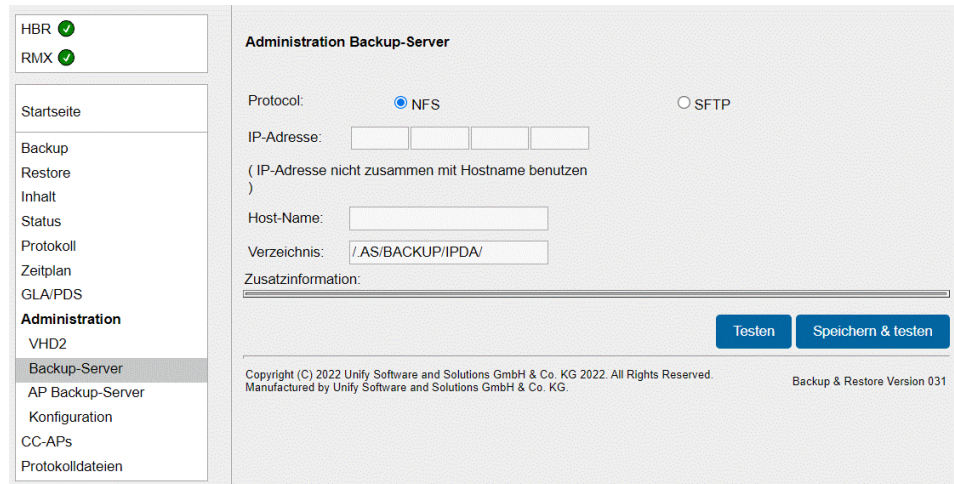 HBR
RMX
Startseite
Backup
Restore
Inhalt
Status
Protokoll
Zeitplan
GLA/PDS
Administration
VHD2
Backup-Server
AP Backup-Server
Konfiguration
CC-APs
Protokolldateien
Administration Backup-Server
Protocol: NFS SFTP
IP-Adresse:
( IP-Adresse nicht zusammen mit Hostname benutzen
)
Host-Name:
Verzeichnis: /.AS/BACKUP/IPDA/
Zusatzinformation:
Testen Speichern & testen
Copyright (C) 2022 Unify Software and Solutions GmbH & Co. KG 2022. All Rights Reserved.
Manufactured by Unify Software and Solutions GmbH & Co. KG.
Backup & Restore Version 031